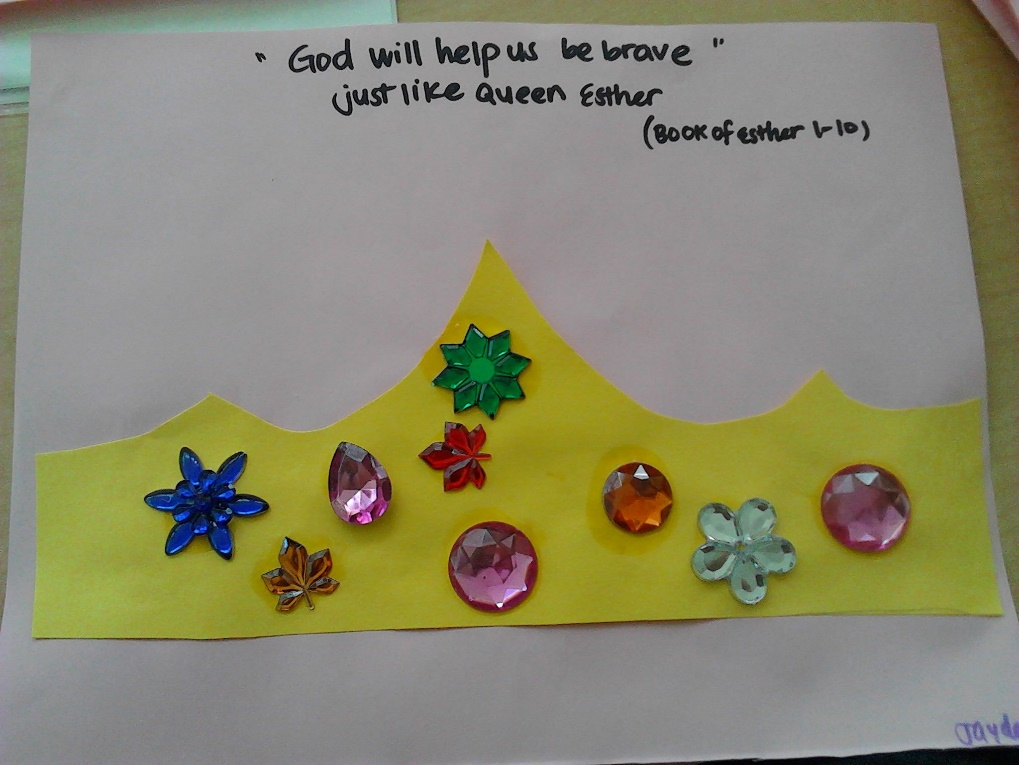 "God will help us be brave"
just like Queen Esther
(Book of Esther 1-10)